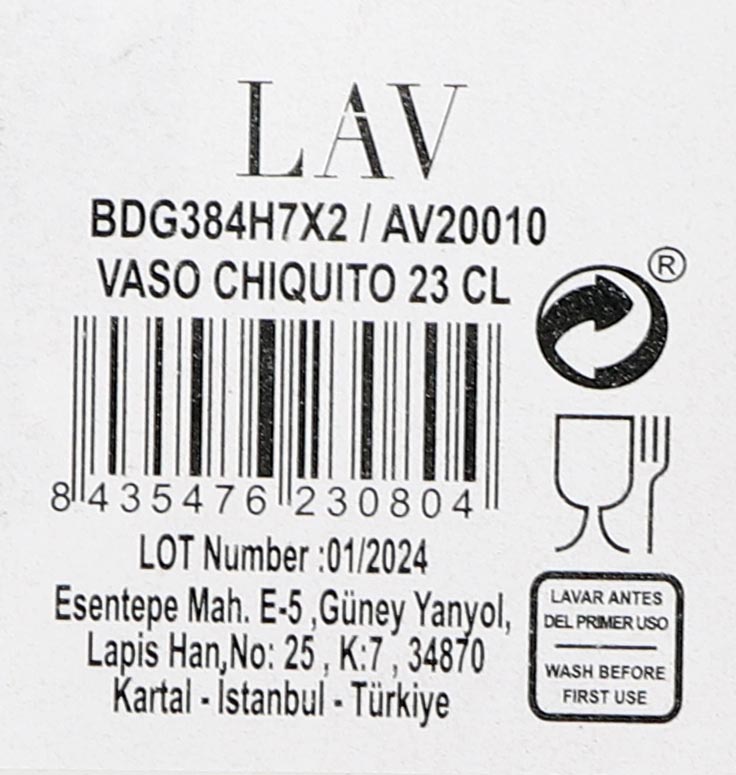 LAV
BDG384H7X2 / AV20010
VASO CHIQUITO 23 CL
®
8 435476 230804
LOT Number :01/2024
Esentepe Mah. E-5 ,Güney Yanyol,
Lapis Han,No: 25 , K:7 , 34870
Kartal - İstanbul - Türkiye
LAVAR ANTES
DEL PRIMER USO
WASH BEFORE
FIRST USE